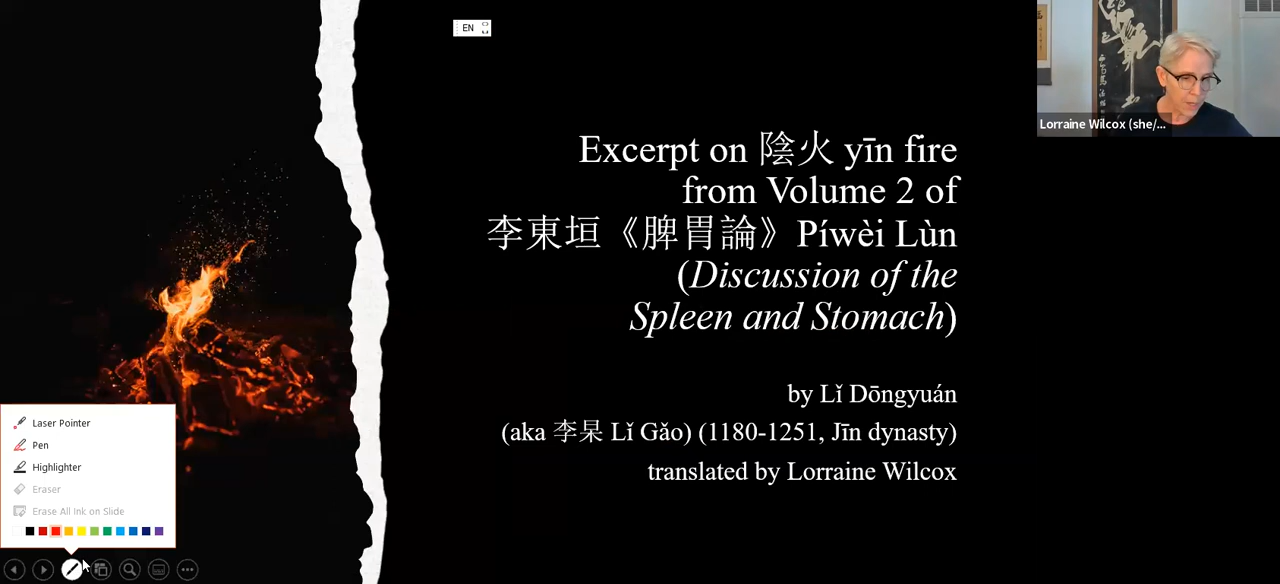 EN
Excerpt on 陰火 yīn fire
from Volume 2 of
李東垣《脾胃論》Píwèi Lùn
(Discussion of the
Spleen and Stomach)
by Lǐ Dōngyuán
(aka 李杲 Lǐ Gǎo) (1180-1251, Jīn dynasty)
translated by Lorraine Wilcox
Lorraine Wilcox (she/...
Laser Pointer
Pen
Highlighter
Eraser
Erase All Ink on Slide